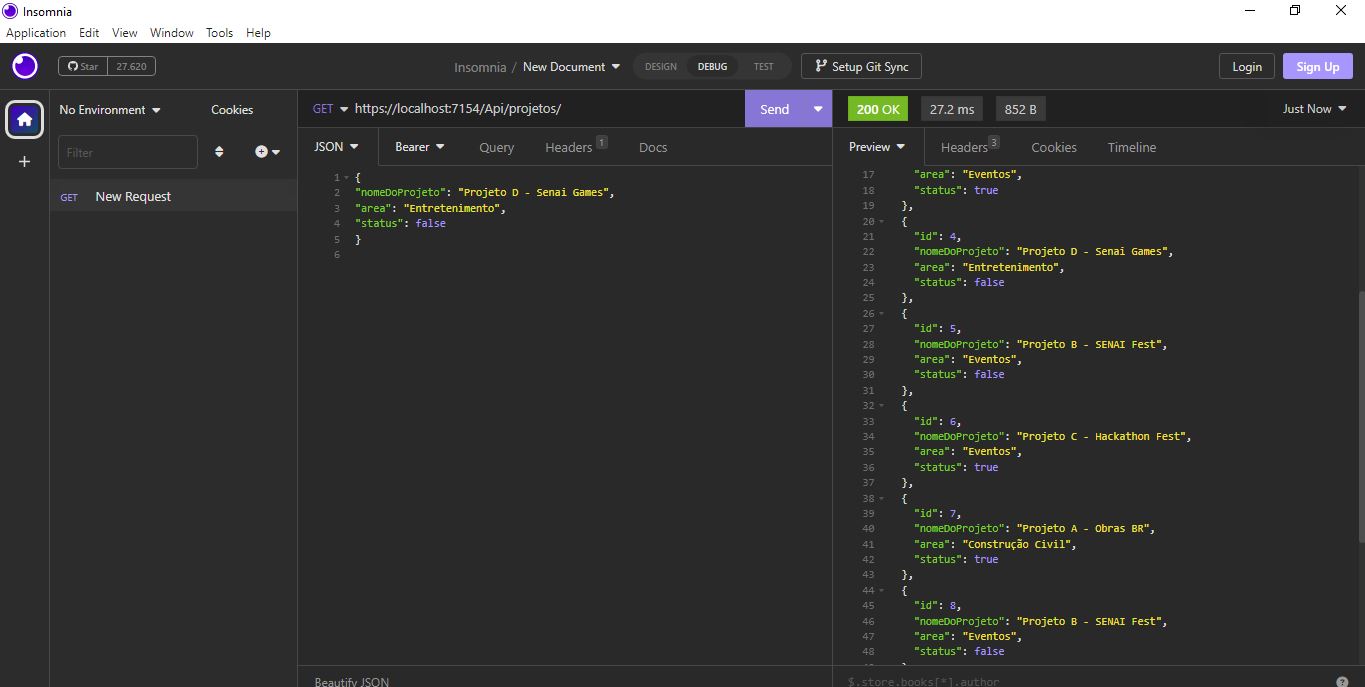 Insomnia
Application Edit View Window Tools Help
Star 27.620
Insomnia / New Document
DESIGN DEBUG TEST
Setup Git Sync
Login
Sign Up
No Environment
Cookies
Filter
GET New Request
GET https://localhost:7154/Api/projetos/
Send
JSON Bearer Query Headers 1 Docs
1 {
2 "nomeDoProjeto": "Projeto D - Senai Games",
3 "area": "Entretenimento",
4 "status": false
5 }
6
Beautify JSON
200 OK 27.2 ms 852 B
Just Now
Preview Headers 3 Cookies Timeline
17 "area": "Eventos",
18 "status": true
19 },
20 {
21 "id": 4,
22 "nomeDoProjeto": "Projeto D - Senai Games",
23 "area": "Entretenimento",
24 "status": false
25 },
26 {
27 "id": 5,
28 "nomeDoProjeto": "Projeto B - SENAI Fest",
29 "area": "Eventos",
30 "status": false
31 },
32 {
33 "id": 6,
34 "nomeDoProjeto": "Projeto C - Hackathon Fest",
35 "area": "Eventos",
36 "status": true
37 },
38 {
39 "id": 7,
40 "nomeDoProjeto": "Projeto A - Obras BR",
41 "area": "Construção Civil",
42 "status": true
43 },
44 {
45 "id": 8,
46 "nomeDoProjeto": "Projeto B - SENAI Fest",
47 "area": "Eventos",
48 "status": false
$.store.books[*].author